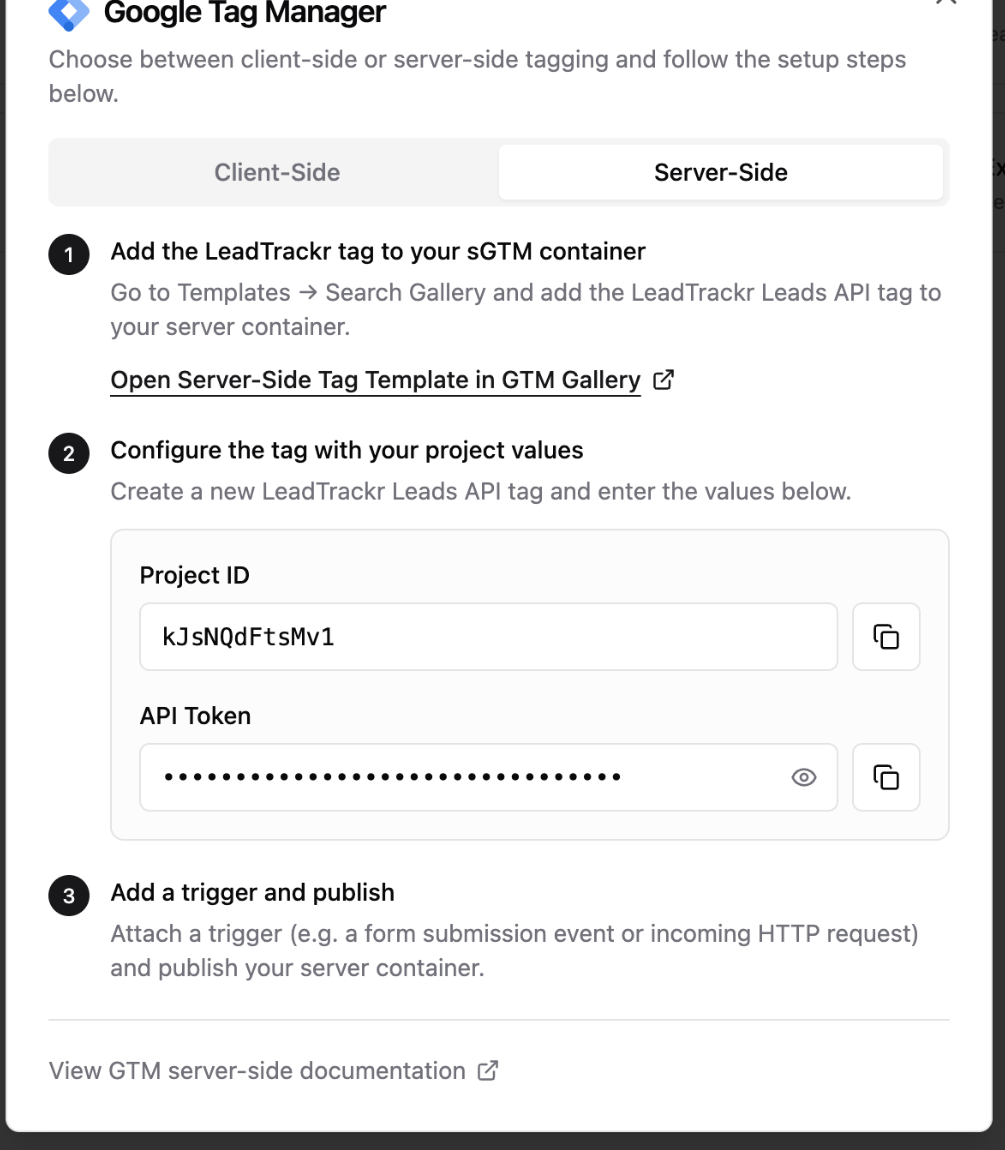 Google Tag Manager
Choose between client-side or server-side tagging and follow the setup steps
below.
Client-Side
Server-Side
1
Add the LeadTrackr tag to your sGTM container
Go to Templates → Search Gallery and add the LeadTrackr Leads API tag to
your server container.
Open Server-Side Tag Template in GTM Gallery
2
Configure the tag with your project values
Create a new LeadTrackr Leads API tag and enter the values below.
Project ID
kJsNQdFtsMv1
API Token
••••••••••••••••••••••••••••••••
3
Add a trigger and publish
Attach a trigger (e.g. a form submission event or incoming HTTP request)
and publish your server container.
View GTM server-side documentation